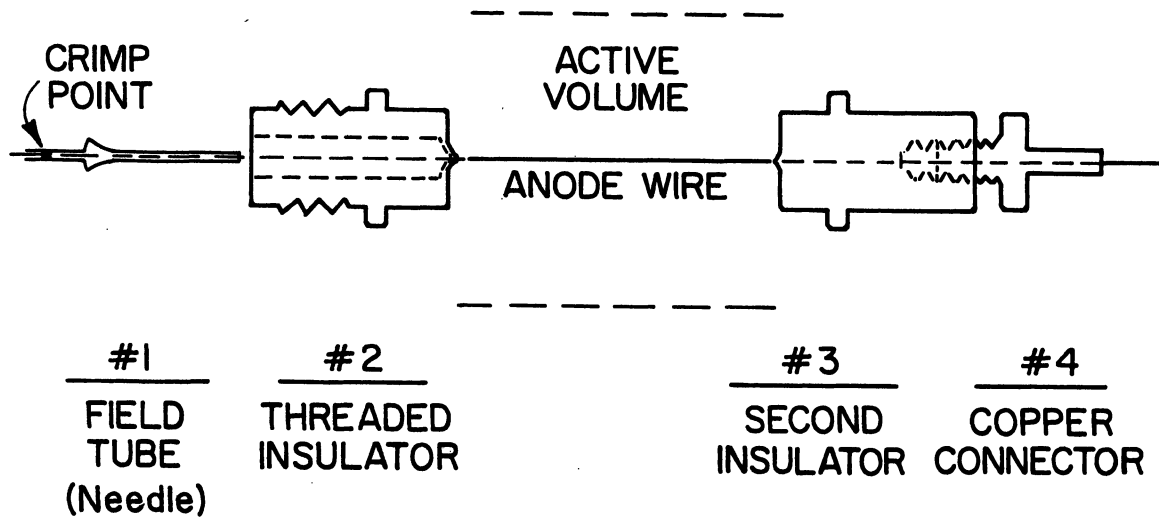 CRIMP
POINT
ACTIVE
VOLUME
ANODE WIRE
#1
FIELD
TUBE
(Needle)
#2
THREADED
INSULATOR
#3
SECOND
INSULATOR
#4
COPPER
CONNECTOR